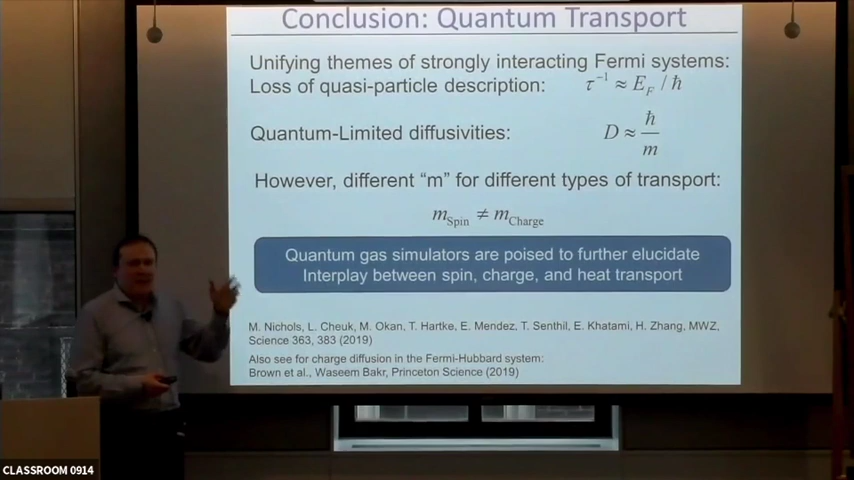 Conclusion: Quantum Transport
Unifying themes of strongly interacting Fermi systems:
Loss of quasi-particle description: τ⁻¹ ≈ E_F / ħ
Quantum-Limited diffusivities: D ≈ ħ/m
However, different “m” for different types of transport:
m_Spin ≠ m_Charge
Quantum gas simulators are poised to further elucidate
Interplay between spin, charge, and heat transport
M. Nichols, L. Cheuk, M. Okan, T. Hartke, E. Mendez, T. Senthil, E. Khatami, H. Zhang, MWZ,
Science 363, 383 (2019)
Also see for charge diffusion in the Fermi-Hubbard system:
Brown et al., Waseem Bakr, Princeton Science (2019)
CLASSROOM 0914